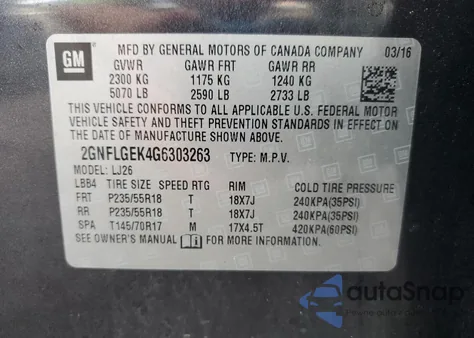 GM
MFD BY GENERAL MOTORS OF CANADA COMPANY 03/16
GVWR GAWR FRT GAWR RR
2300 KG 1175 KG 1240 KG
5070 LB 2590 LB 2733 LB
THIS VEHICLE CONFORMS TO ALL APPLICABLE U.S. FEDERAL MOTOR
VEHICLE SAFETY AND THEFT PREVENTION STANDARDS IN EFFECT ON
THE DATE OF MANUFACTURE SHOWN ABOVE.
2GNFLGEK4G6303263 TYPE: M.P.V.
MODEL: LJ26
LBB4 TIRE SIZE SPEED RTG RIM COLD TIRE PRESSURE
FRT P235/55R18 T 18X7J 240KPA(35PSI)
RR P235/55R18 T 18X7J 240KPA(35PSI)
SPA T145/70R17 M 17X4.5T 420KPA(60PSI)
SEE OWNER'S MANUAL FOR MORE INFORMATION
autoSnap